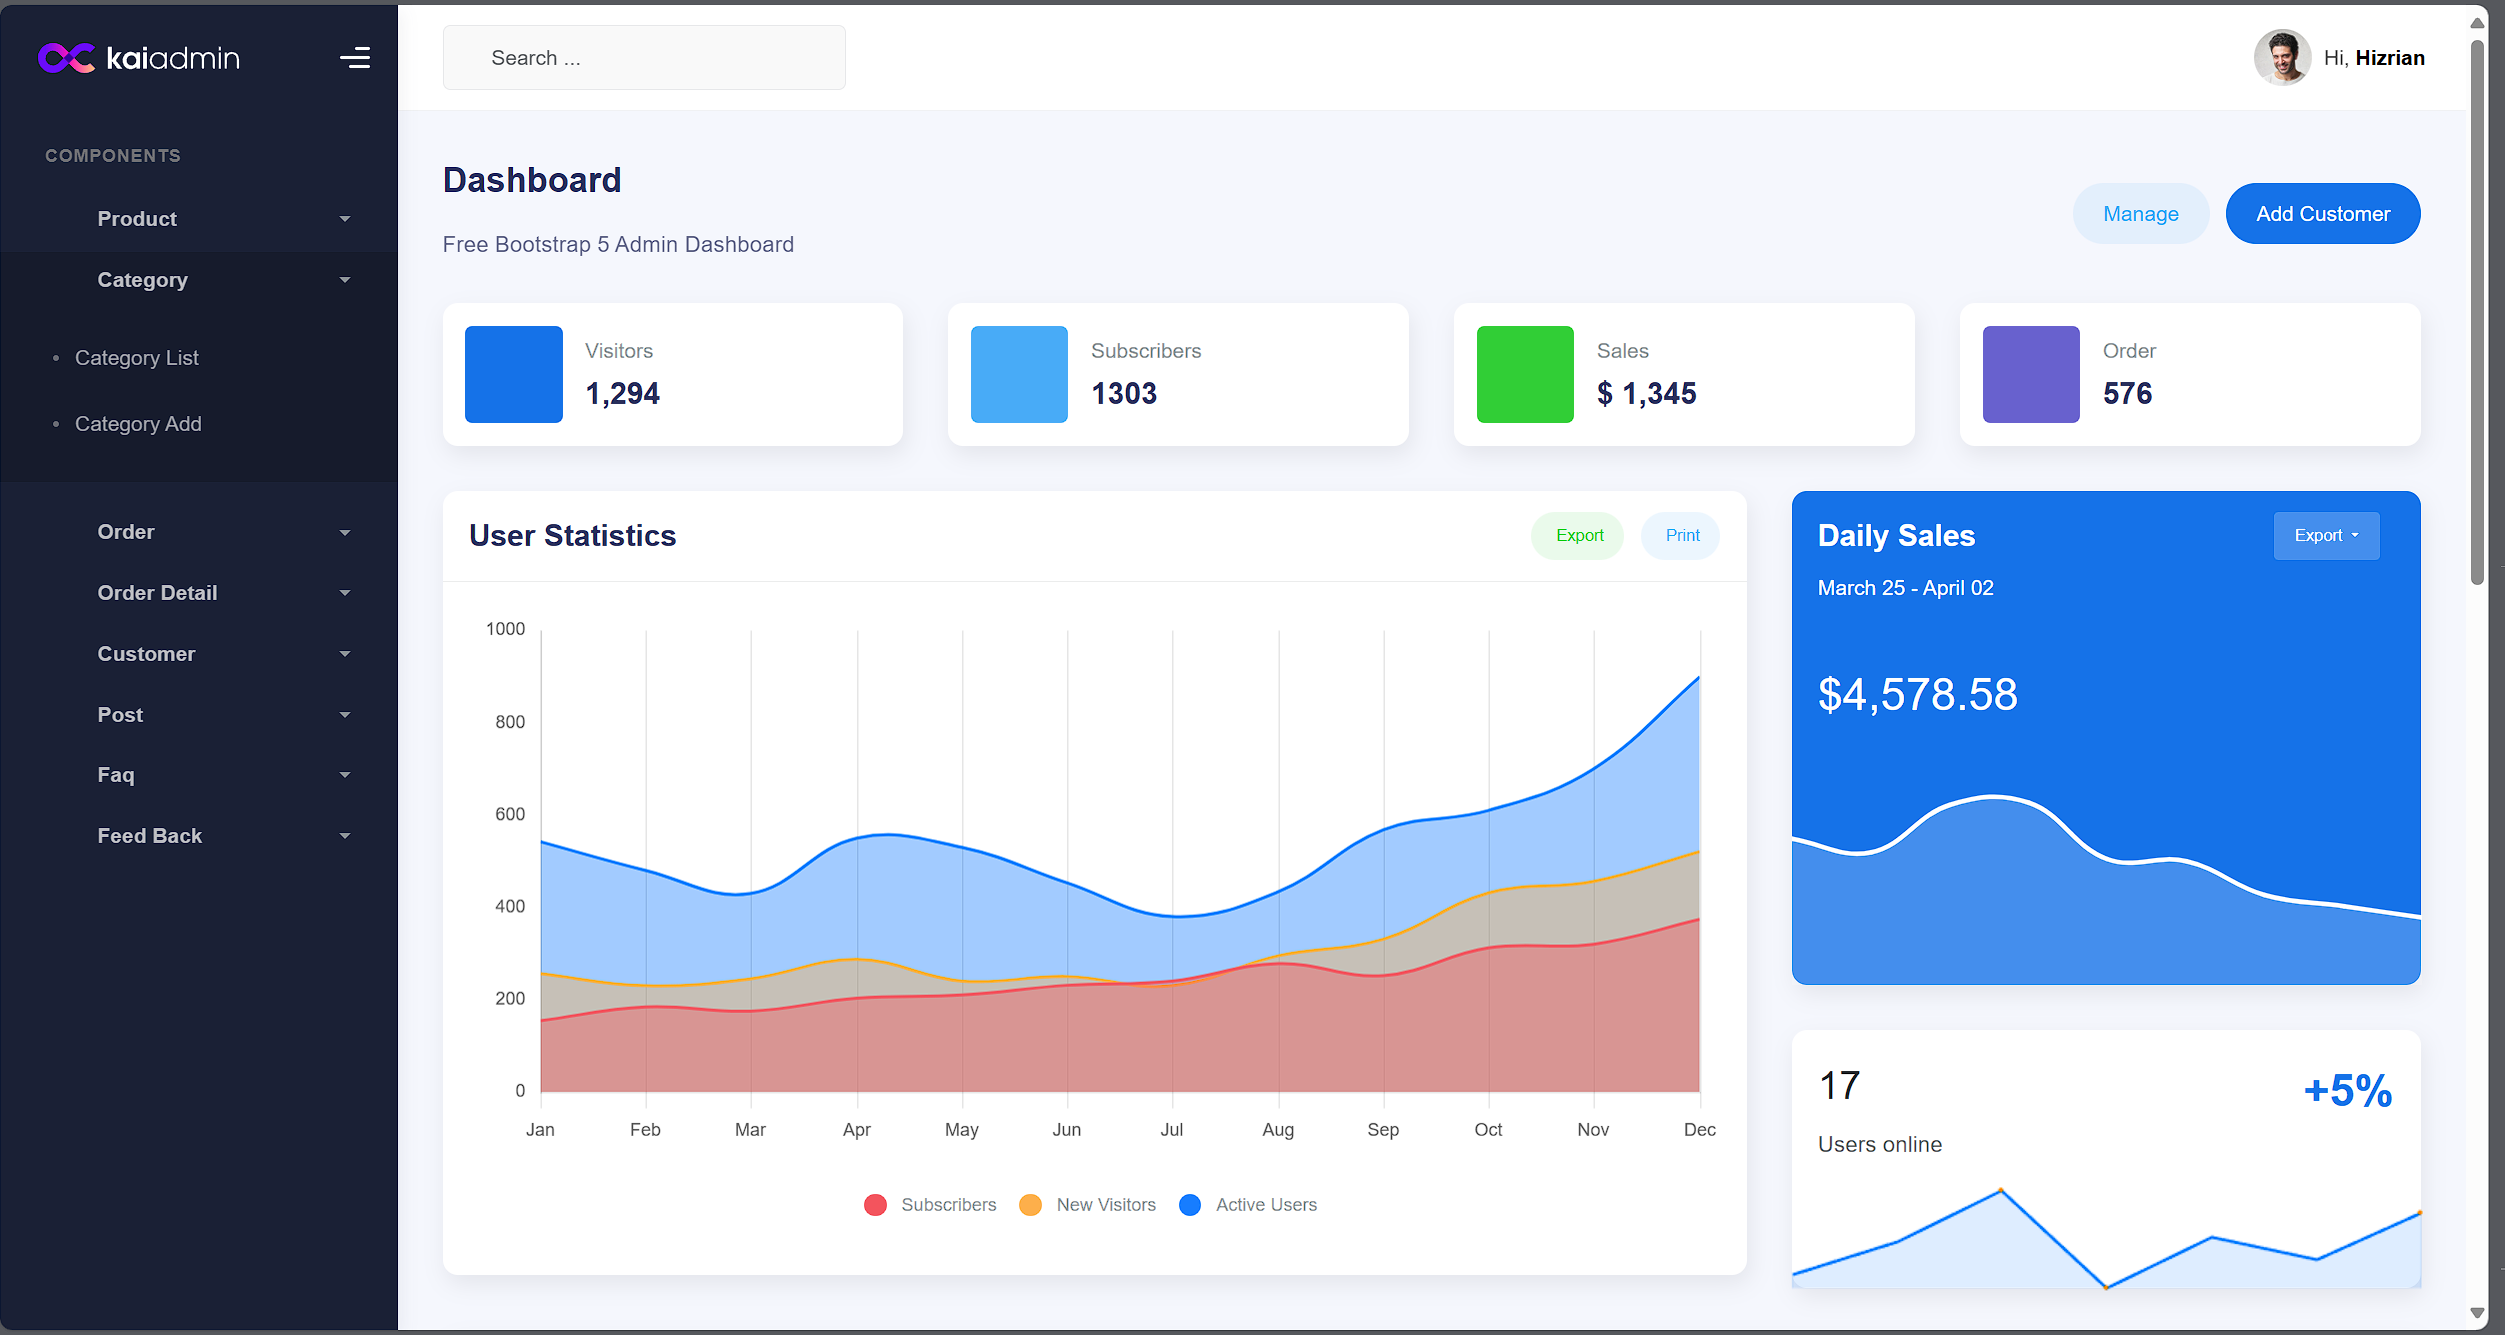 kaiadmin
COMPONENTS
Product
Category
Category List
Category Add
Order
Order Detail
Customer
Post
Faq
Feed Back
Search ...
Hi, Hizrian
Dashboard
Free Bootstrap 5 Admin Dashboard
Manage
Add Customer
Visitors
1,294
Subscribers
1303
Sales
$ 1,345
Order
576
User Statistics
Export
Print
1000
800
600
400
200
0
Jan Feb Mar Apr May Jun Jul Aug Sep Oct Nov Dec
Subscribers New Visitors Active Users
Daily Sales
Export
March 25 - April 02
$4,578.58
17
+5%
Users online